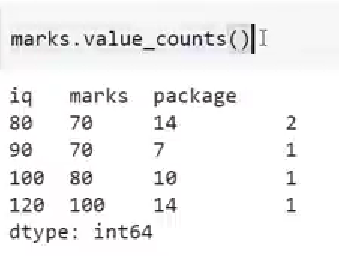 marks.value_counts()
iq marks package
80 70 14 2
90 70 7 1
100 80 10 1
120 100 14 1
dtype: int64